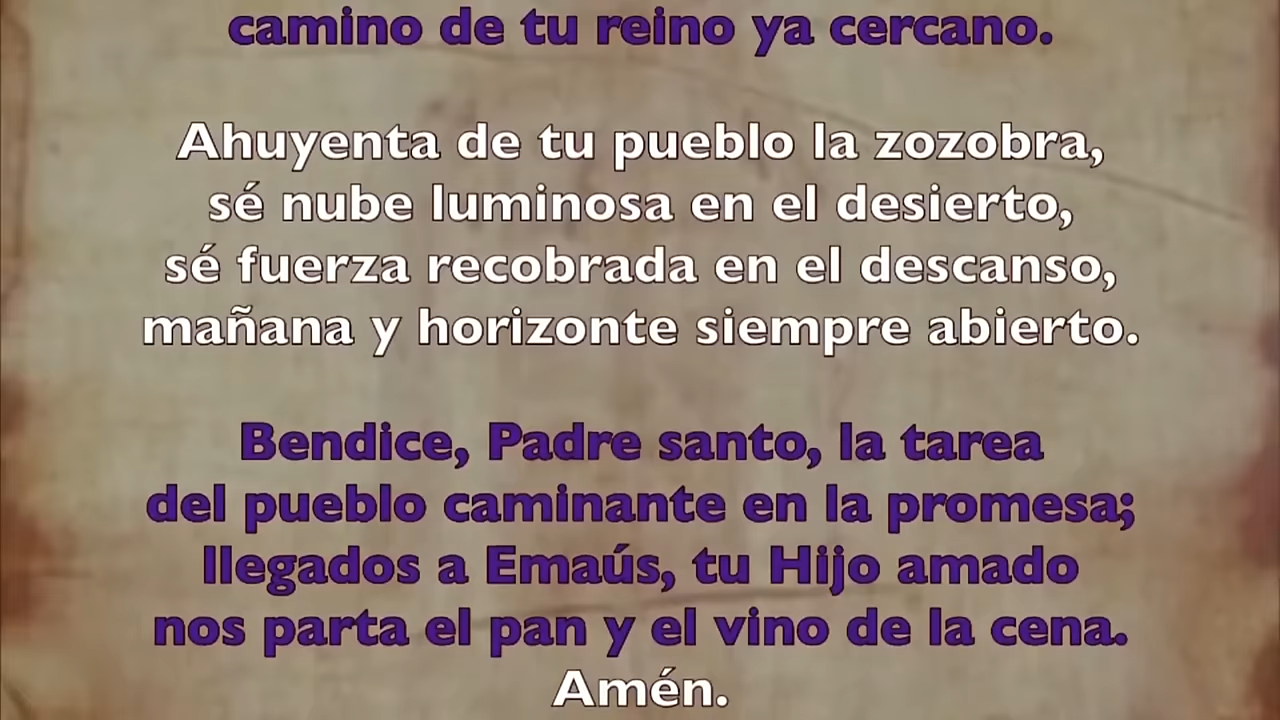 camino de tu reino ya cercano.
Ahuyenta de tu pueblo la zozobra,
sé nube luminosa en el desierto,
sé fuerza recobrada en el descanso,
mañana y horizonte siempre abierto.
Bendice, Padre santo, la tarea
del pueblo caminante en la promesa;
llegados a Emaús, tu Hijo amado
nos parta el pan y el vino de la cena.
Amén.